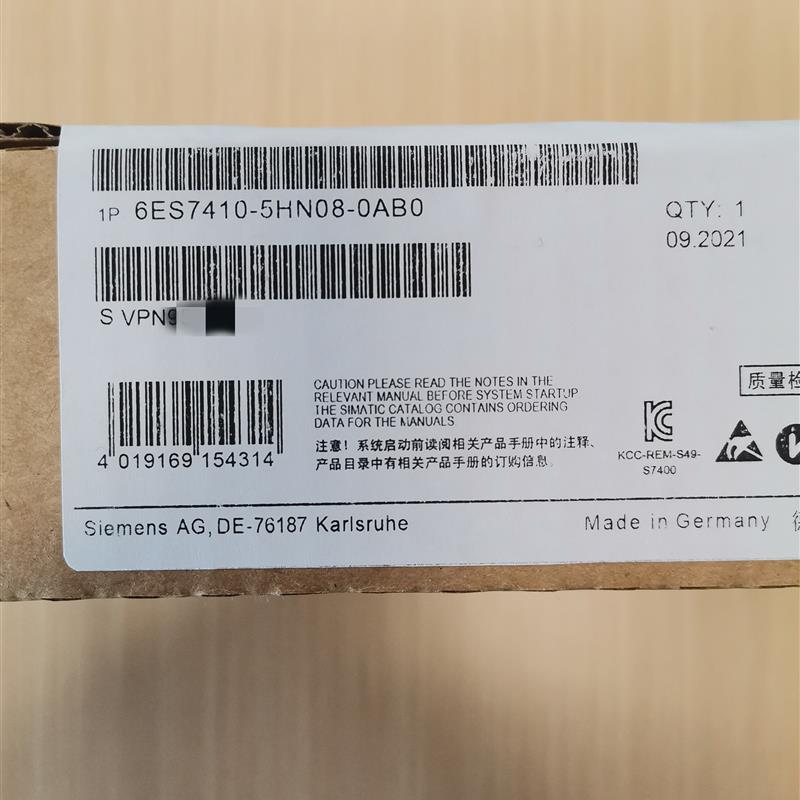 1P 6ES7410-5HN08-0AB0
QTY: 1
09.2021
S VPN9
4 019169 154314
CAUTION PLEASE READ THE NOTES IN THE
RELEVANT MANUAL BEFORE SYSTEM STARTUP
THE SIMATIC CATALOG CONTAINS ORDERING
DATA FOR THE MANUALS
注意！系统启动前读阅相关产品手册中的注释、
产品目录中有相关产品手册的订购信息.
KCC-REM-S49-
S7400
质量检
Siemens AG, DE-76187 Karlsruhe
Made in Germany